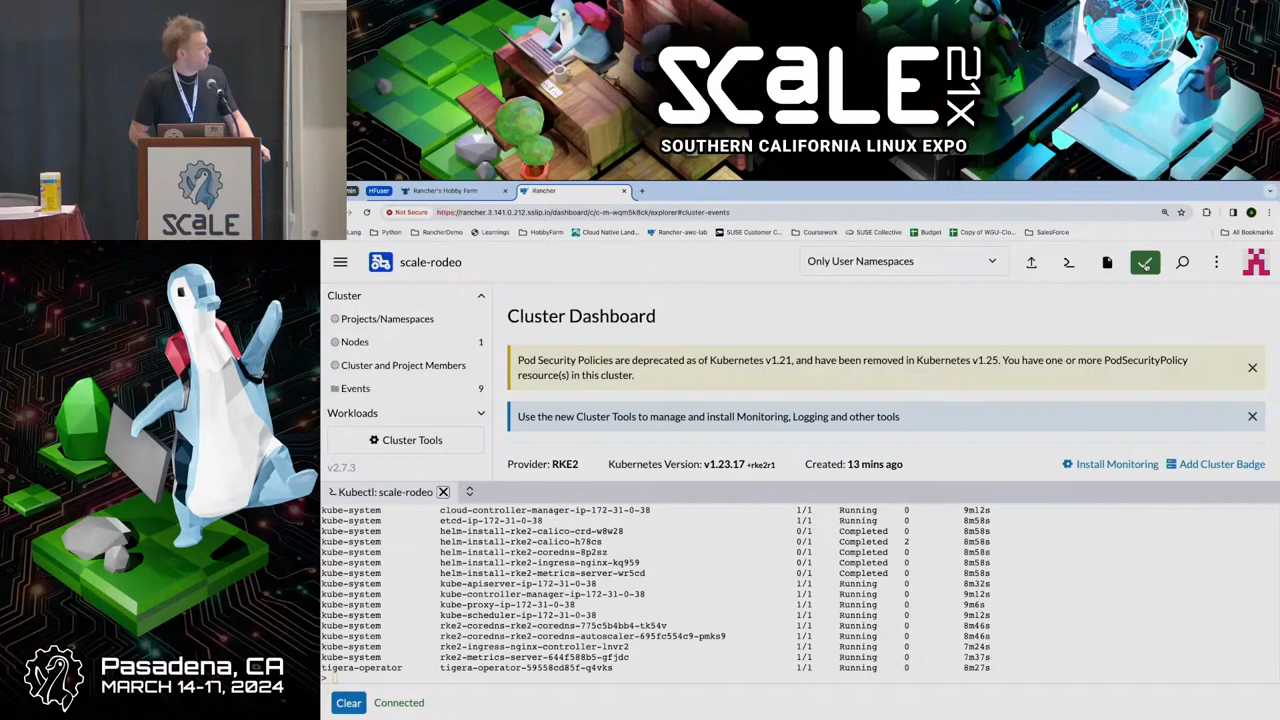 SCaLE 21X
SOUTHERN CALIFORNIA LINUX EXPO
SCaLE
HFuser
Rancher's Hobby Farm
Rancher
Not Secure
https://rancher.3.141.0.212.sslip.io/dashboard/c/c-m-wqm5k8ck/explorer#cluster-events
Lang
Python
RancherDemo
Learnings
HobbyFarm
Cloud Native Land...
Rancher-aws-lab
SUSE Customer C...
Coursework
SUSE Collective
Budget
Copy of WGU-Clo...
SalesForce
All Bookmarks
scale-rodeo
Only User Namespaces
Cluster
Projects/Namespaces
Nodes 1
Cluster and Project Members
Events 9
Workloads
Cluster Tools
v2.7.3
Cluster Dashboard
Pod Security Policies are deprecated as of Kubernetes v1.21, and have been removed in Kubernetes v1.25. You have one or more PodSecurityPolicy
resource(s) in this cluster.
Use the new Cluster Tools to manage and install Monitoring, Logging and other tools
Provider: RKE2 Kubernetes Version: v1.23.17 +rke2r1 Created: 13 mins ago Install Monitoring Add Cluster Badge
Kubectl: scale-rodeo
kube-system cloud-controller-manager-ip-172-31-0-38 1/1 Running 0 9m12s
kube-system etcd-ip-172-31-0-38 1/1 Running 0 8m58s
kube-system helm-install-rke2-calico-crd-w8w28 0/1 Completed 0 8m58s
kube-system helm-install-rke2-calico-h78cs 0/1 Completed 2 8m58s
kube-system helm-install-rke2-coredns-8p2sz 0/1 Completed 0 8m58s
kube-system helm-install-rke2-ingress-nginx-kq959 0/1 Completed 0 8m58s
kube-system helm-install-rke2-metrics-server-wr5cd 0/1 Completed 0 8m58s
kube-system kube-apiserver-ip-172-31-0-38 1/1 Running 0 8m32s
kube-system kube-controller-manager-ip-172-31-0-38 1/1 Running 0 9m10s
kube-system kube-proxy-ip-172-31-0-38 1/1 Running 0 9m6s
kube-system kube-scheduler-ip-172-31-0-38 1/1 Running 0 9m12s
kube-system rke2-coredns-rke2-coredns-775c5b4bb4-tk54v 1/1 Running 0 8m46s
kube-system rke2-coredns-rke2-coredns-autoscaler-695fc554c9-pmks9 1/1 Running 0 8m46s
kube-system rke2-ingress-nginx-controller-lnvr2 1/1 Running 0 7m24s
kube-system rke2-metrics-server-644f588b5-gfjdc 1/1 Running 0 7m37s
tigera-operator tigera-operator-59558cd85f-q4vks 1/1 Running 0 8m27s
>
Clear
Connected
Pasadena, CA
MARCH 14-17, 2024